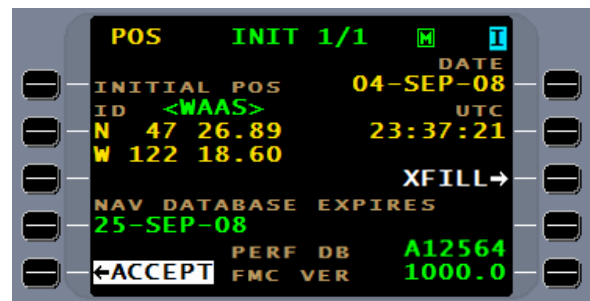 POS INIT 1/1 M I
DATE
INITIAL POS 04-SEP-08
ID <WAAS> UTC
N 47 26.89 23:37:21
W 122 18.60
XFILL→
NAV DATABASE EXPIRES
25-SEP-08
PERF DB A12564
←ACCEPT FMC VER 1000.0